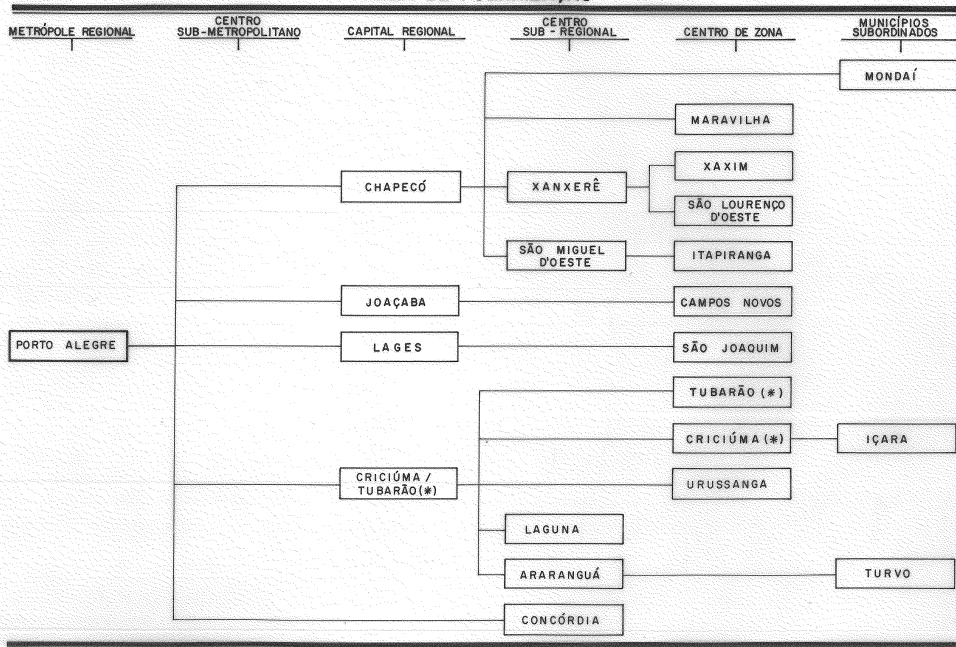 METRÓPOLE REGIONAL
CENTRO
SUB-METROPOLITANO
CAPITAL REGIONAL
CENTRO
SUB - REGIONAL
CENTRO DE ZONA
MUNICÍPIOS
SUBORDINADOS
MONDAÍ
MARAVILHA
XAXIM
CHAPECÓ
XANXERÊ
SÃO LOURENÇO
D'OESTE
SÃO MIGUEL
D'OESTE
ITAPIRANGA
JOAÇABA
CAMPOS NOVOS
PORTO ALEGRE
LAGES
SÃO JOAQUIM
TUBARÃO (*)
CRICIÚMA (*)
IÇARA
CRICIÚMA /
TUBARÃO (*)
URUSSANGA
LAGUNA
ARARANGUÁ
TURVO
CONCÓRDIA